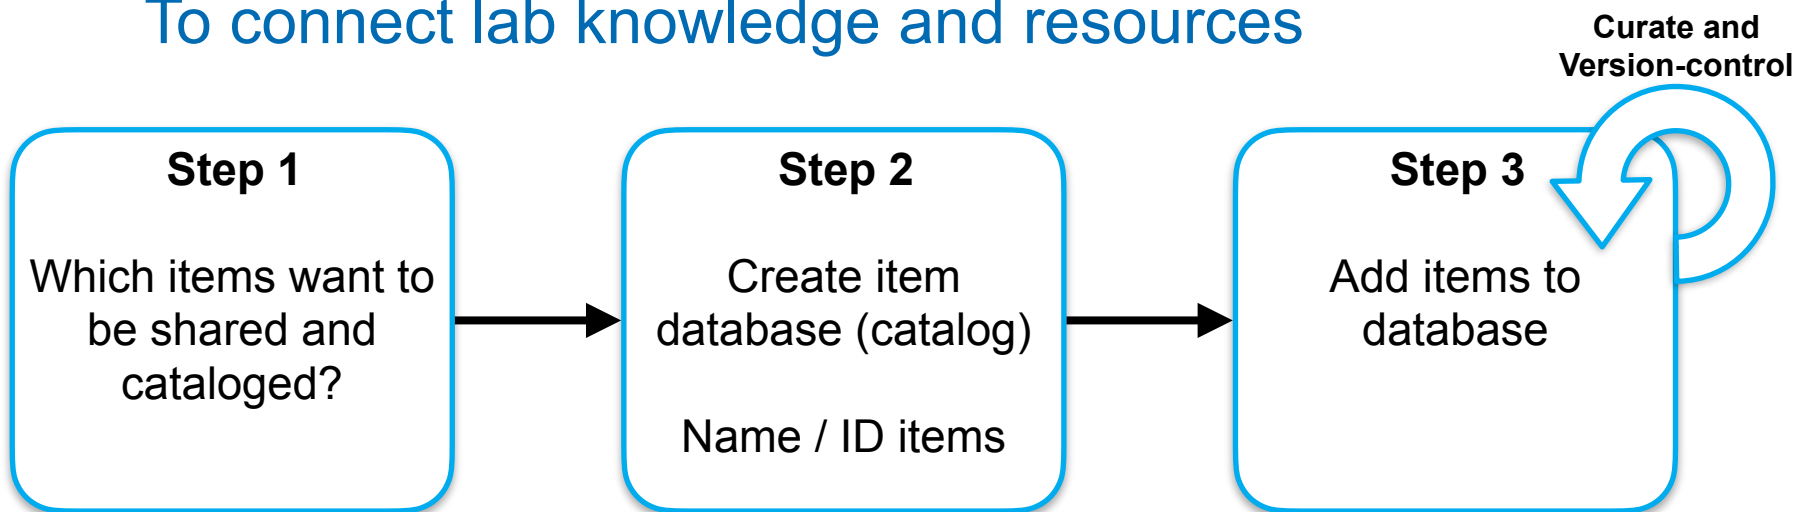 To connect lab knowledge and resources
Curate and
Version-control
Step 1
Which items want to
be shared and
cataloged?
Step 2
Create item
database (catalog)
Name / ID items
Step 3
Add items to
database